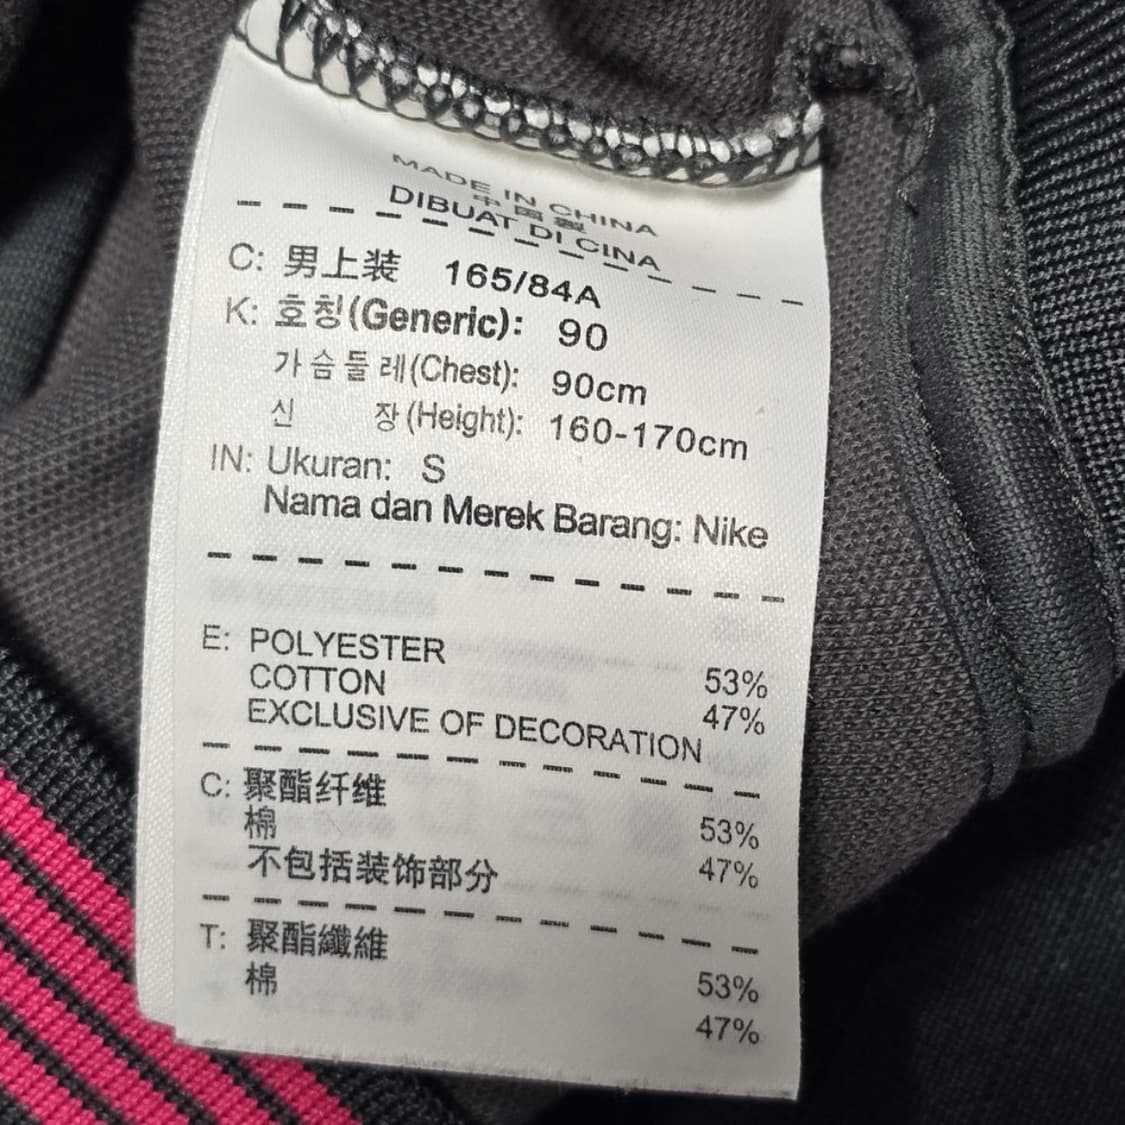 MADE IN CHINA
中国製
DIBUAT DI CINA
C: 男上装 165/84A
K: 호칭(Generic): 90
가슴둘레(Chest): 90cm
신 장(Height): 160-170cm
IN: Ukuran: S
Nama dan Merek Barang: Nike
E: POLYESTER 53%
COTTON 47%
EXCLUSIVE OF DECORATION
C: 聚酯纤维 53%
棉 47%
不包括装饰部分
T: 聚酯纖維 53%
棉 47%